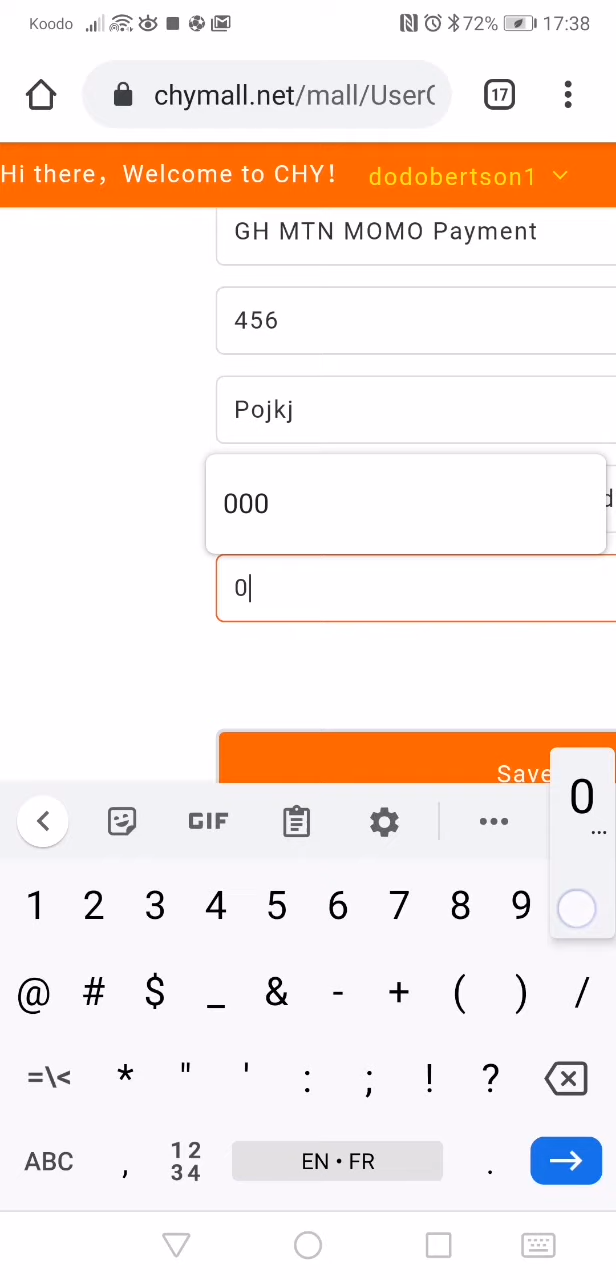 Koodo 72% 17:38
chymall.net/mall/User 17
Hi there, Welcome to CHY! dodobertson1
GH MTN MOMO Payment
456
Pojkj
000
d
0
Save
0
GIF ...
...
1 2 3 4 5 6 7 8 9
@ # $ _ & - + ( ) /
=\< * " ' : ; ! ?
ABC , 12 34 EN • FR .